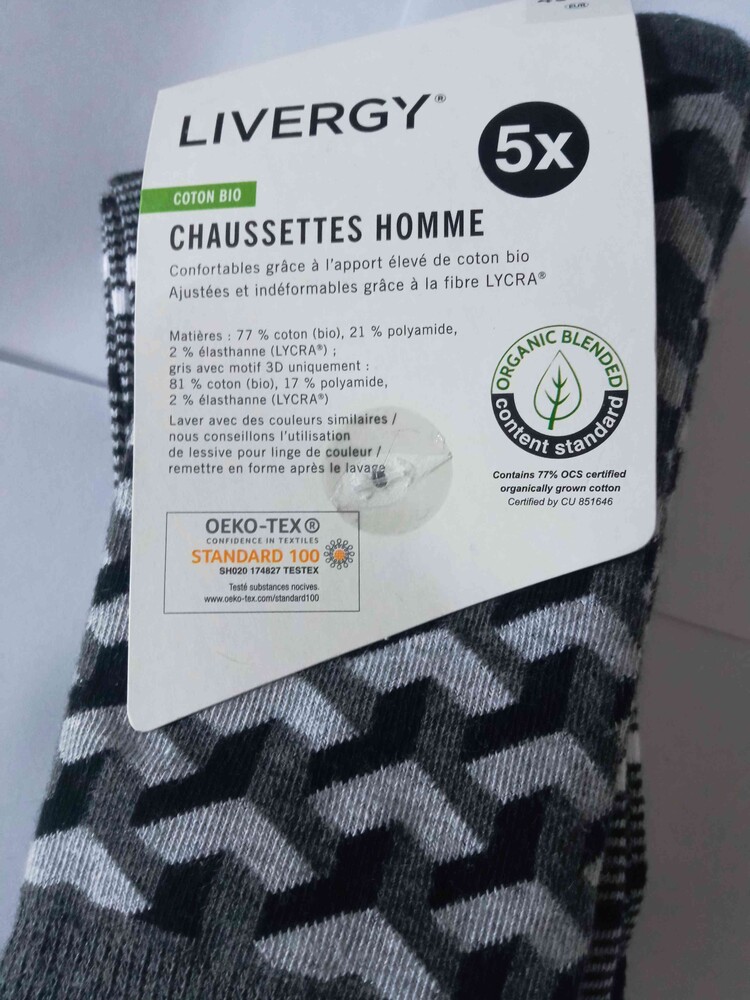 LIVERGY®
5x
COTON BIO
CHAUSSETTES HOMME
Confortables grâce à l'apport élevé de coton bio
Ajustées et indéformables grâce à la fibre LYCRA®
Matières : 77 % coton (bio), 21 % polyamide,
2 % élasthanne (LYCRA®) ;
gris avec motif 3D uniquement :
81 % coton (bio), 17 % polyamide,
2 % élasthanne (LYCRA®)
Laver avec des couleurs similaires /
nous conseillons l'utilisation
de lessive pour linge de couleur /
remettre en forme après le lavage
ORGANIC BLENDED
content standard
Contains 77% OCS certified
organically grown cotton
Certified by CU 851646
OEKO-TEX®
CONFIDENCE IN TEXTILES
STANDARD 100
SH020 174827 TESTEX
Testé substances nocives.
www.oeko-tex.com/standard100